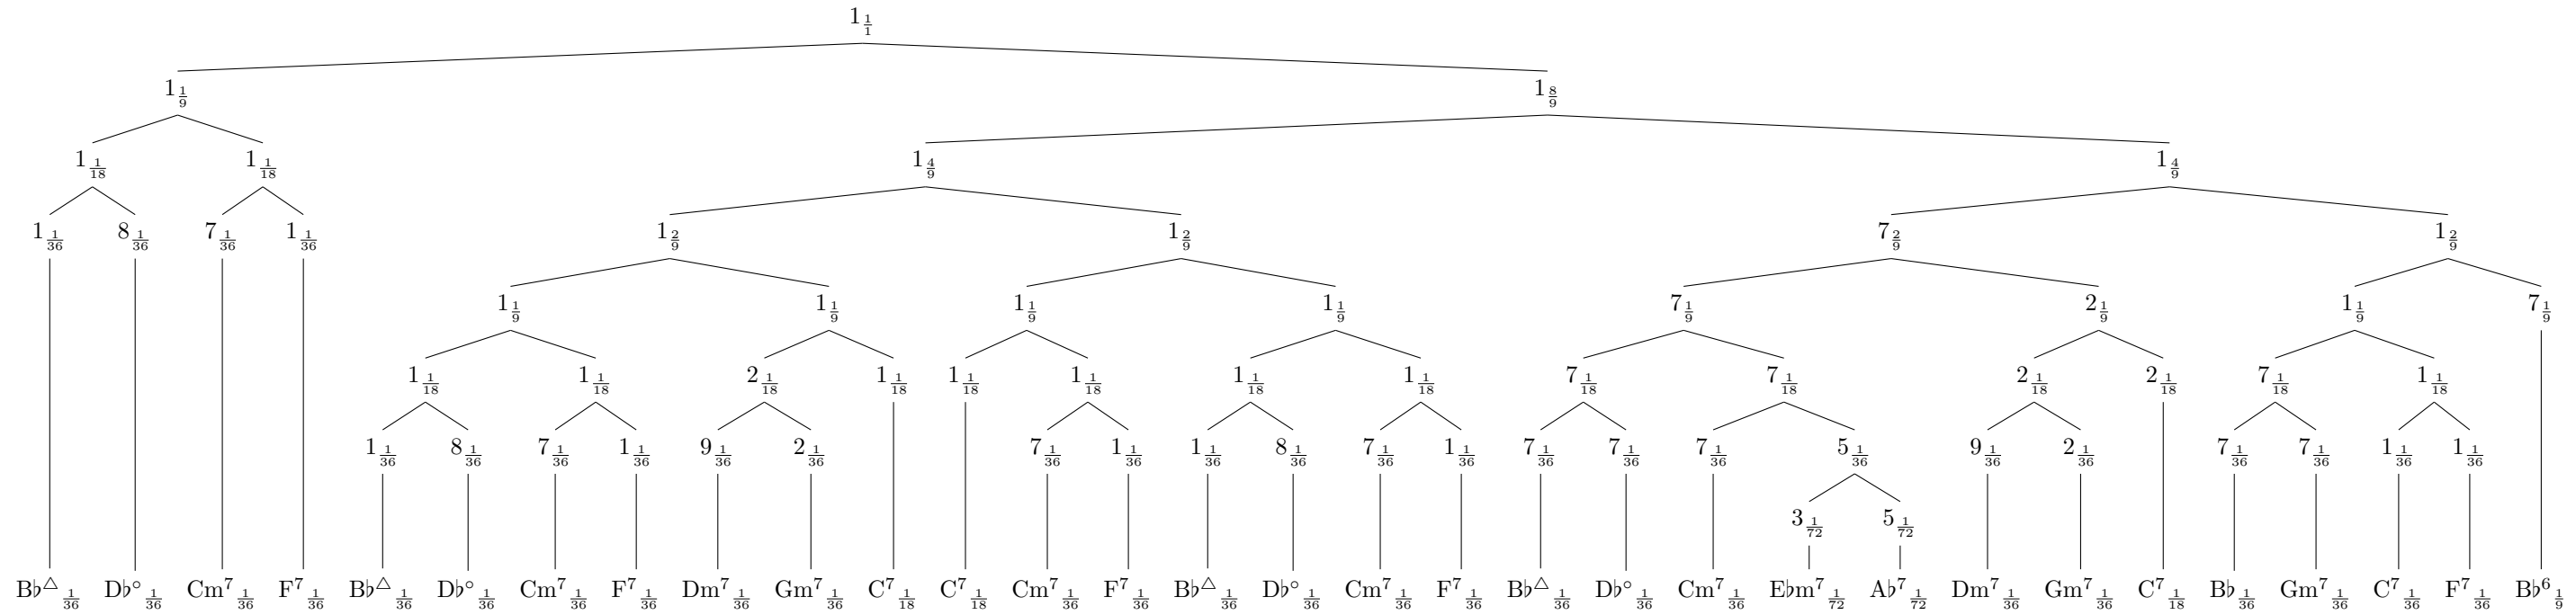 1 1/1
1 1/9 1 8/9
1 1/18 1 1/18 1 4/9 1 4/9
1 1/36 8 1/36 7 1/36 1 1/36 1 2/9 1 2/9 7 2/9 1 2/9
1 1/9 1 1/9 1 1/9 1 1/9 7 1/9 2 1/9 1 1/9 7 1/9
1 1/18 1 1/18 2 1/18 1 1/18 1 1/18 1 1/18 1 1/18 1 1/18 7 1/18 7 1/18 2 1/18 2 1/18 7 1/18 1 1/18
1 1/36 8 1/36 7 1/36 1 1/36 9 1/36 2 1/36 7 1/36 1 1/36 1 1/36 8 1/36 7 1/36 1 1/36 7 1/36 7 1/36 7 1/36 5 1/36 9 1/36 2 1/36 7 1/36 7 1/36 1 1/36 1 1/36
3 1/72 5 1/72
B♭△ 1/36 D♭° 1/36 Cm⁷ 1/36 F⁷ 1/36 B♭△ 1/36 D♭° 1/36 Cm⁷ 1/36 F⁷ 1/36 Dm⁷ 1/36 Gm⁷ 1/36 C⁷ 1/18 C⁷ 1/18 Cm⁷ 1/36 F⁷ 1/36 B♭△ 1/36 D♭° 1/36 Cm⁷ 1/36 F⁷ 1/36 B♭△ 1/36 D♭° 1/36 Cm⁷ 1/36 E♭m⁷ 1/72 A♭⁷ 1/72 Dm⁷ 1/36 Gm⁷ 1/36 C⁷ 1/18 B♭ 1/36 Gm⁷ 1/36 C⁷ 1/36 F⁷ 1/36 B♭⁶ 1/9